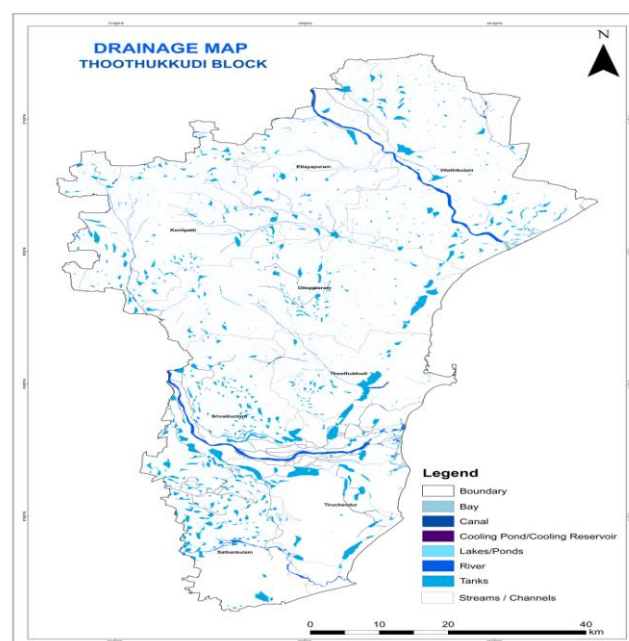 DRAINAGE MAP
THOOTHUKKUDI BLOCK
N
Ettayapuram
Vilathikulam
Kovilpatti
Ottapidaram
Thoothukkudi
Srivaikuntam
Tiruchendur
Sathankulam
Legend
Boundary
Bay
Canal
Cooling Pond/Cooling Reservoir
Lakes/Ponds
River
Tanks
Streams / Channels
0 10 20 40
km